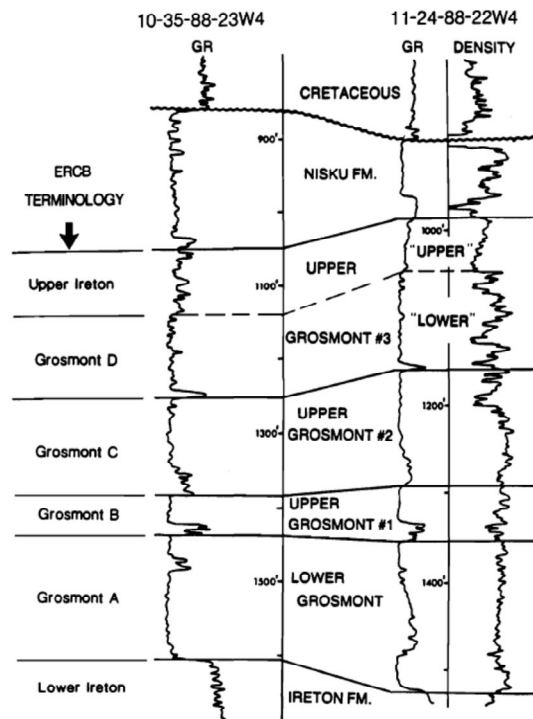 10-35-88-23W4
11-24-88-22W4
GR
GR
DENSITY
CRETACEOUS
900'
NISKU FM.
ERCB
TERMINOLOGY
1000'
"UPPER"
Upper Ireton
UPPER
1100'
"LOWER"
GROSMONT #3
Grosmont D
1200'
UPPER
GROSMONT #2
1300'
Grosmont C
Grosmont B
UPPER
GROSMONT #1
1500'
LOWER
GROSMONT
1400'
Grosmont A
Lower Ireton
IRETON FM.